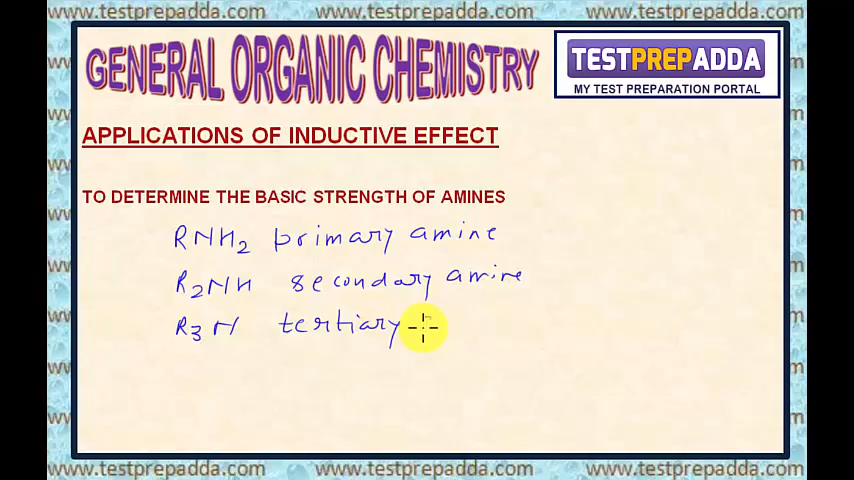 www.testprepadda.com www.testprepadda.com www.testprepadda.com
GENERAL ORGANIC CHEMISTRY
TESTPREPADDA
MY TEST PREPARATION PORTAL
APPLICATIONS OF INDUCTIVE EFFECT
TO DETERMINE THE BASIC STRENGTH OF AMINES
RNH2 primary amine
R2NH secondary amine
R3N tertiary
www.testprepadda.com www.testprepadda.com www.testprepadda.com